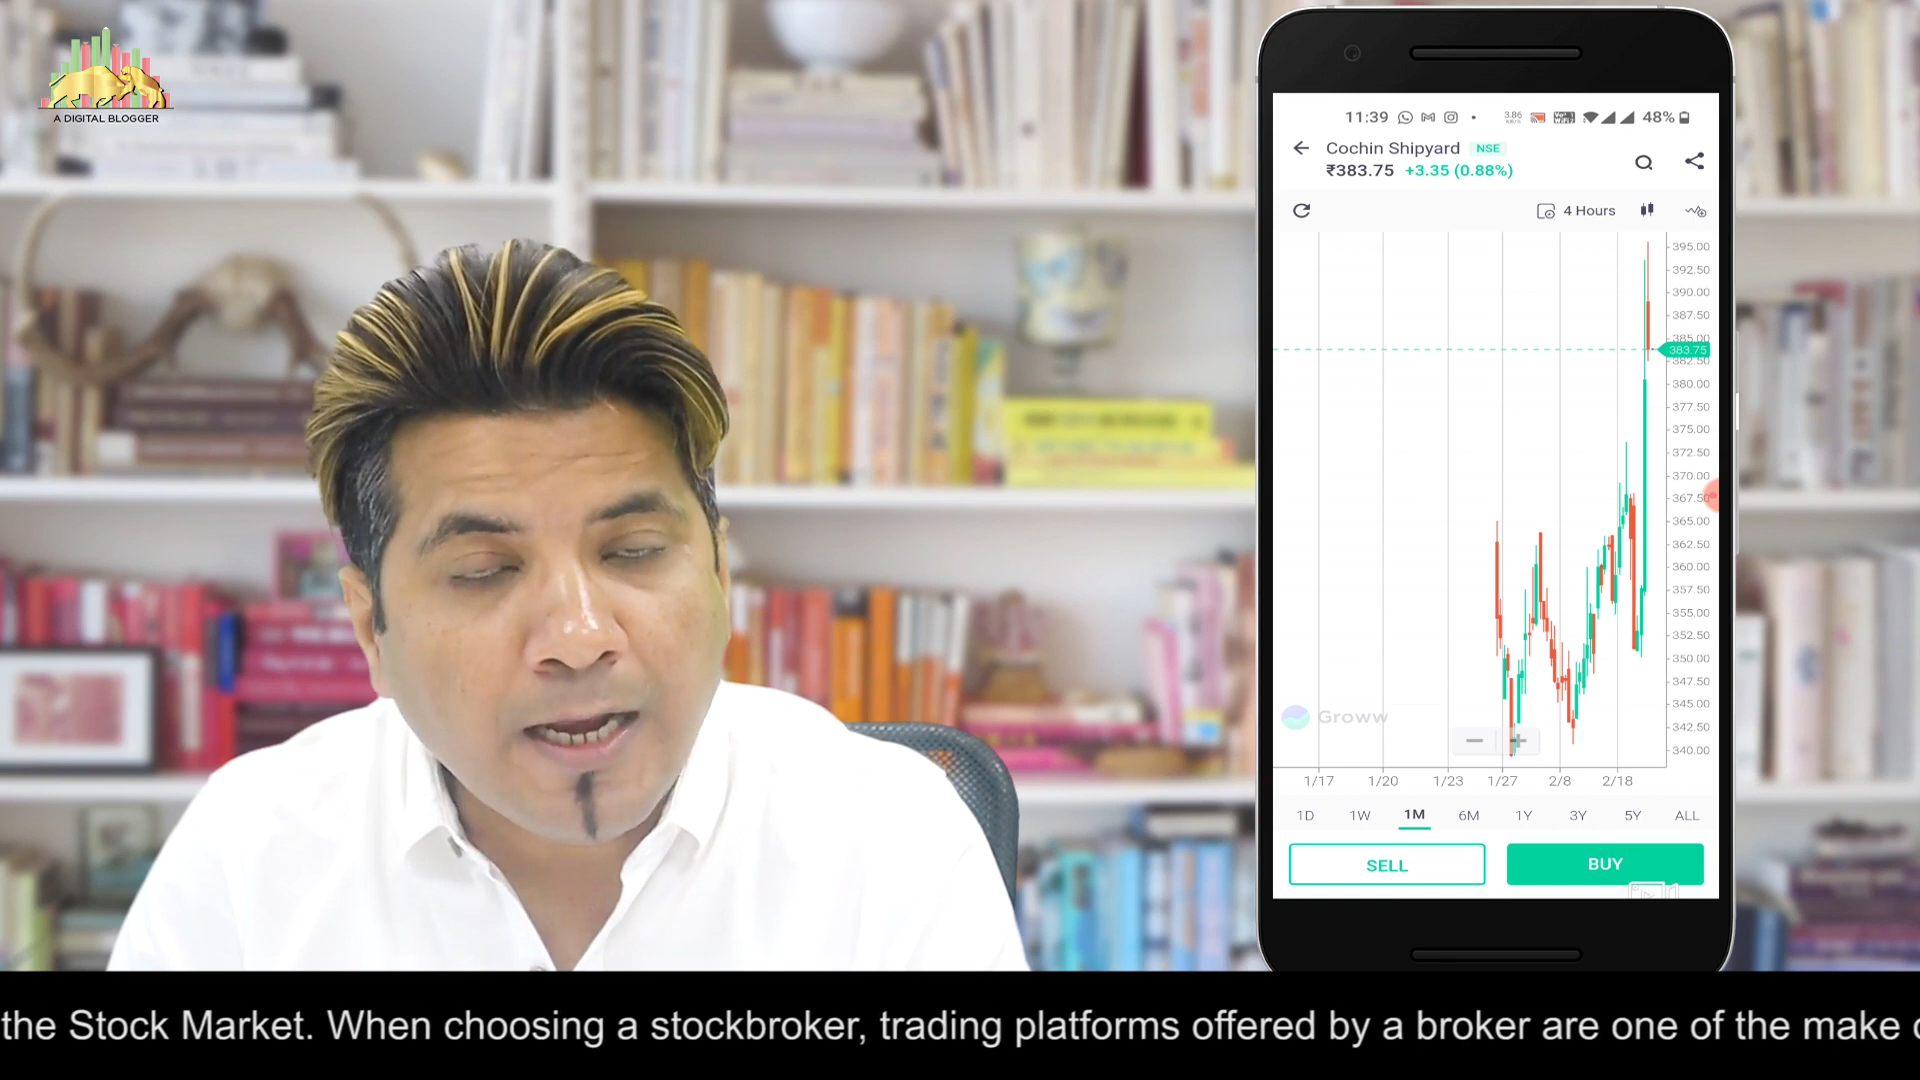 A DIGITAL BLOGGER
11:39
3.86
KB/S
48%
Cochin Shipyard NSE
₹383.75 +3.35 (0.88%)
4 Hours
395.00
392.50
390.00
387.50
385.00
383.75
382.50
380.00
377.50
375.00
372.50
370.00
367.50
365.00
362.50
360.00
357.50
355.00
352.50
350.00
347.50
345.00
342.50
340.00
Groww
1/17 1/20 1/23 1/27 2/8 2/18
1D 1W 1M 6M 1Y 3Y 5Y ALL
SELL BUY
the Stock Market. When choosing a stockbroker, trading platforms offered by a broker are one of the make